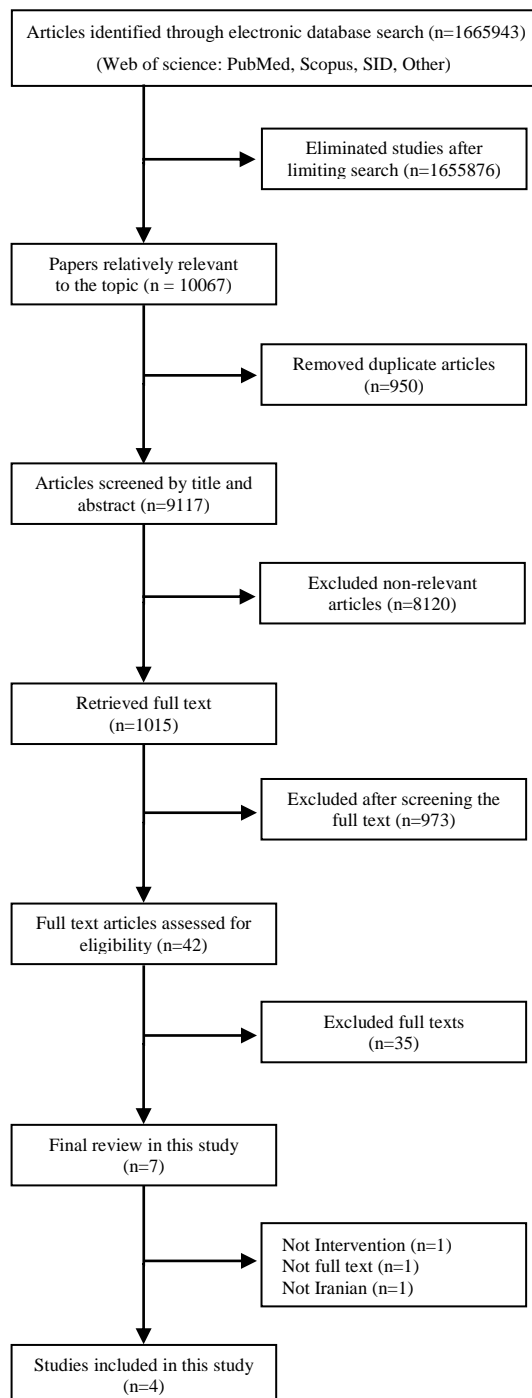 Articles identified through electronic database search (n=1665943)
(Web of science: PubMed, Scopus, SID, Other)
Eliminated studies after
limiting search (n=1655876)
Papers relatively relevant
to the topic (n = 10067)
Removed duplicate articles
(n=950)
Articles screened by title and
abstract (n=9117)
Excluded non-relevant
articles (n=8120)
Retrieved full text
(n=1015)
Excluded after screening the
full text (n=973)
Full text articles assessed for
eligibility (n=42)
Excluded full texts
(n=35)
Final review in this study
(n=7)
Not Intervention (n=1)
Not full text (n=1)
Not Iranian (n=1)
Studies included in this study
(n=4)